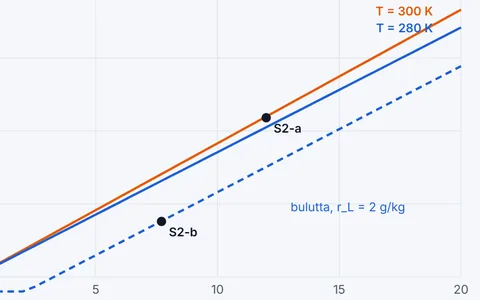 T = 300 K
T = 280 K
S2-a
bulutta, r_L = 2 g/kg
S2-b
5 10 15 20